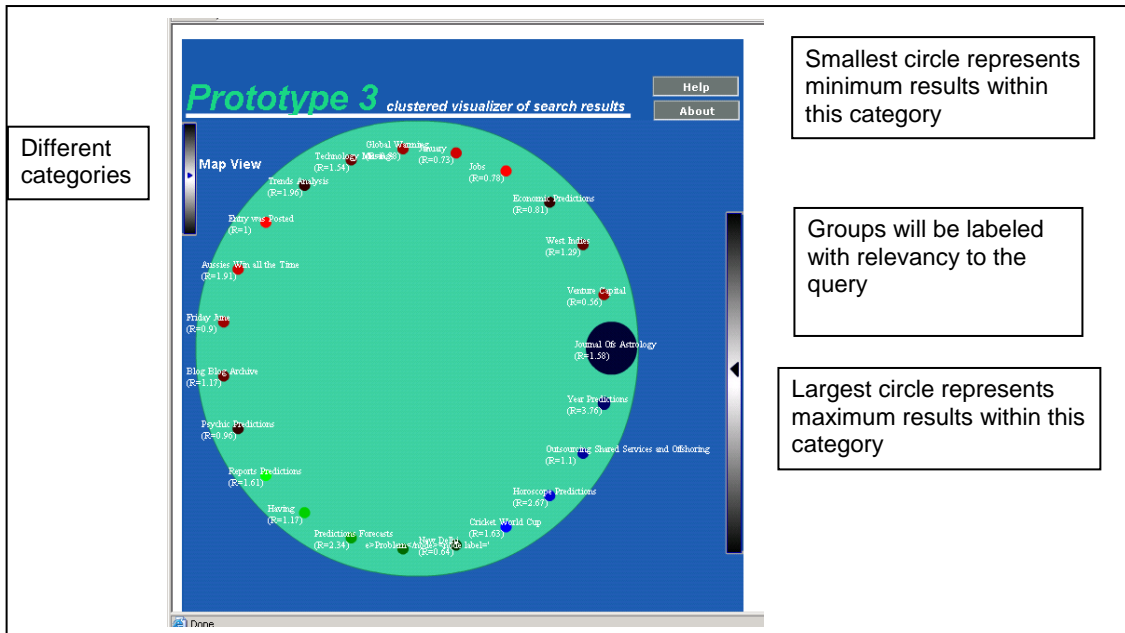 Different
categories
Prototype 3 clustered visualizer of search results
Help
About
Map View
Global Warming
January
(R=0.73)
Technology
(R=1.54)
Jobs
(R=0.78)
Trends Analysis
(R=1.96)
Economic Predictions
(R=0.81)
Entry was Posted
(R=1)
West Indies
(R=1.29)
Aussies Win all the Time
(R=1.91)
Venture Capital
(R=0.56)
Friday June
(R=0.9)
Journal Ofs Astrology
(R=1.58)
Blog Blog Archive
(R=1.17)
Year Predictions
(R=3.76)
Psychic Predictions
(R=0.96)
Outsourcing Shared Services and Offshoring
(R=1.1)
Reports Predictions
(R=1.61)
Horoscope Predictions
(R=2.67)
Having
(R=1.17)
Cricket World Cup
(R=1.63)
Predictions Forecasts
(R=2.34)
e>Problem</node><node label='
New Delhi
(R=0.64)
Done
Smallest circle represents
minimum results within
this category
Groups will be labeled
with relevancy to the
query
Largest circle represents
maximum results within this
category